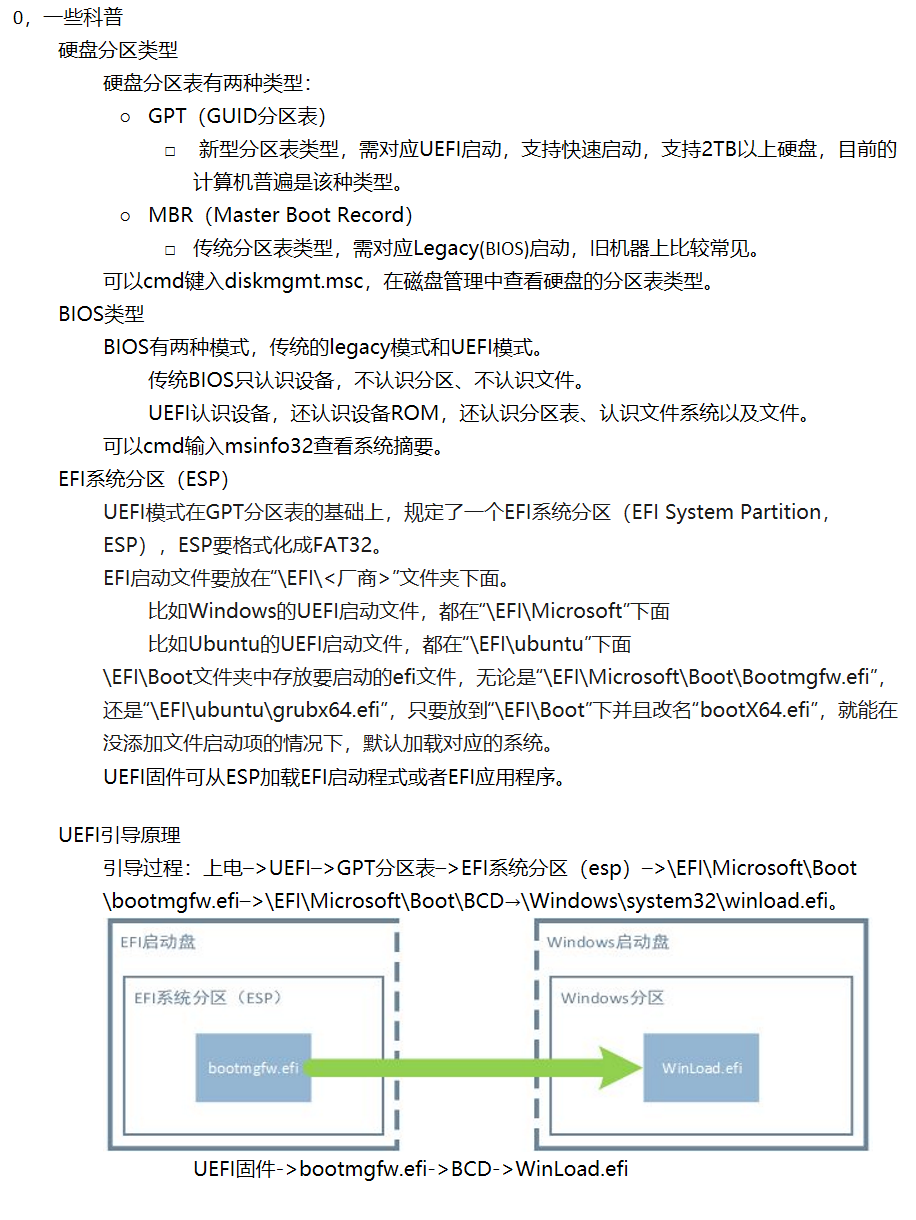 0，一些科普
硬盘分区类型
硬盘分区表有两种类型：
○ GPT（GUID分区表）
□ 新型分区表类型，需对应UEFI启动，支持快速启动，支持2TB以上硬盘，目前的
计算机普遍是该种类型。
○ MBR（Master Boot Record）
□ 传统分区表类型，需对应Legacy(BIOS)启动，旧机器上比较常见。
可以cmd键入diskmgmt.msc，在磁盘管理中查看硬盘的分区表类型。
BIOS类型
BIOS有两种模式，传统的legacy模式和UEFI模式。
传统BIOS只认识设备，不认识分区、不认识文件。
UEFI认识设备，还认识设备ROM，还认识分区表、认识文件系统以及文件。
可以cmd输入msinfo32查看系统摘要。
EFI系统分区（ESP）
UEFI模式在GPT分区表的基础上，规定了一个EFI系统分区（EFI System Partition，
ESP），ESP要格式化成FAT32。
EFI启动文件要放在“\EFI\<厂商>”文件夹下面。
比如Windows的UEFI启动文件，都在“\EFI\Microsoft”下面
比如Ubuntu的UEFI启动文件，都在“\EFI\ubuntu”下面
\EFI\Boot文件夹中存放要启动的efi文件，无论是“\EFI\Microsoft\Boot\Bootmgfw.efi”，
还是“\EFI\ubuntu\grubx64.efi”，只要放到“\EFI\Boot”下并且改名“bootX64.efi”，就能在
没添加文件启动项的情况下，默认加载对应的系统。
UEFI固件可从ESP加载EFI启动程式或者EFI应用程序。
UEFI引导原理
引导过程：上电–>UEFI–>GPT分区表–>EFI系统分区（esp）–>\EFI\Microsoft\Boot
\bootmgfw.efi–>\EFI\Microsoft\Boot\BCD→\Windows\system32\winload.efi。
EFI启动盘
Windows启动盘
EFI系统分区（ESP）
Windows分区
bootmgfw.efi
WinLoad.efi
UEFI固件->bootmgfw.efi->BCD->WinLoad.efi